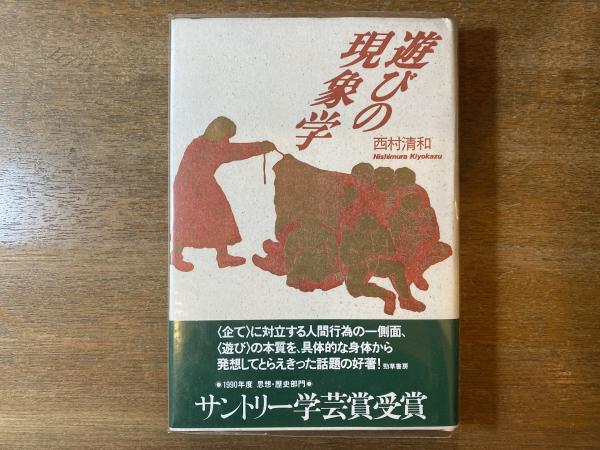 遊びの
現象学
西村清和
Nishimura Kiyokazu
〈企て〉に対立する人間行為の一側面、
〈遊び〉の本質を、具体的な身体から
発想してとらえきった話題の好著! 勁草書房
●1990年度 思想・歴史部門●
サントリー学芸賞受賞